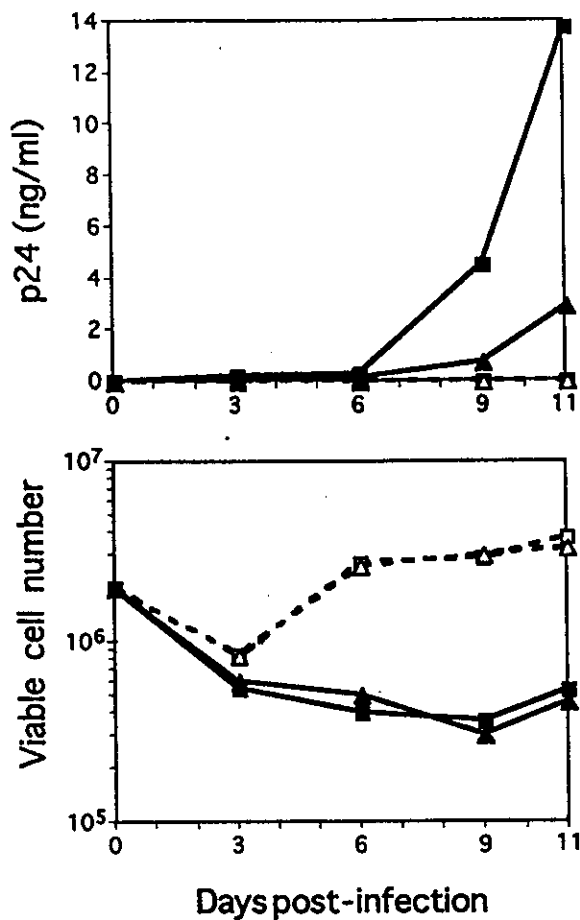 p24 (ng/ml)
14
12
10
8
6
4
2
0
0 3 6 9 11
Viable cell number
10⁷
10⁶
10⁵
0 3 6 9 11
Days post-infection